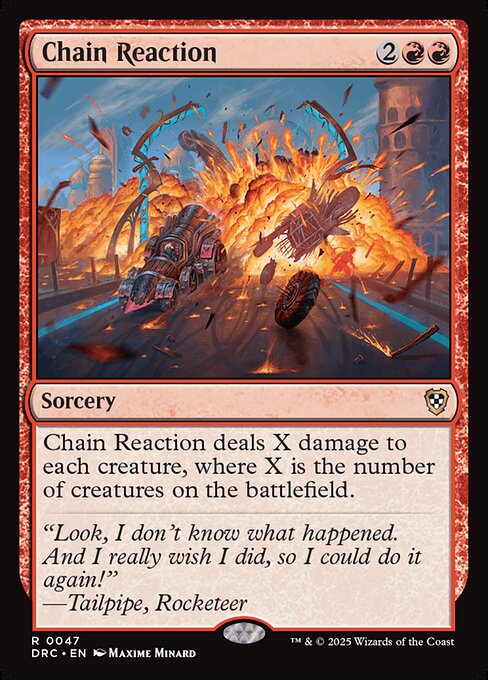 Chain Reaction 2
Sorcery
Chain Reaction deals X damage to
each creature, where X is the number
of creatures on the battlefield.
“Look, I don’t know what happened.
And I really wish I did, so I could do it
again!”
—Tailpipe, Rocketeer
R 0047
DRC • EN Maxime Minard
™ & © 2025 Wizards of the Coast